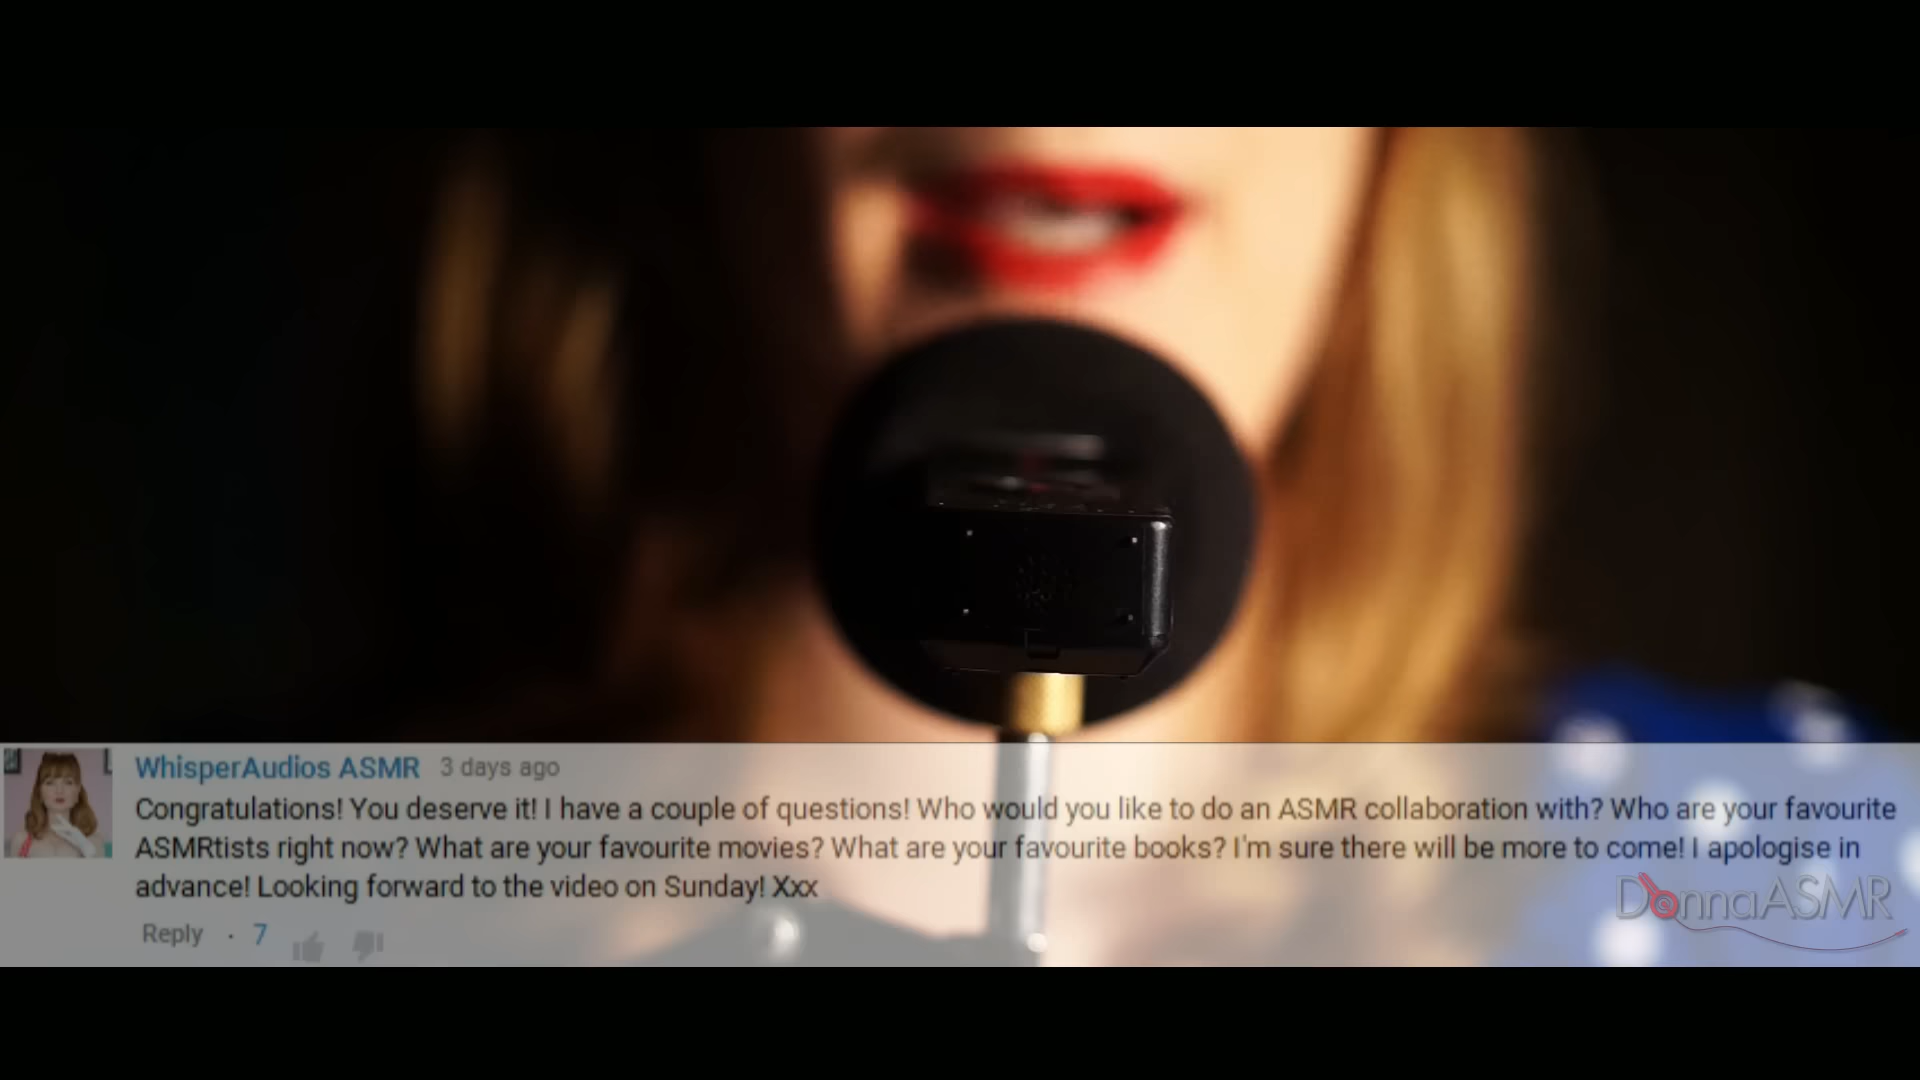 WhisperAudios ASMR 3 days ago
Congratulations! You deserve it! I have a couple of questions! Who would you like to do an ASMR collaboration with? Who are your favourite
ASMRtists right now? What are your favourite movies? What are your favourite books? I'm sure there will be more to come! I apologise in
advance! Looking forward to the video on Sunday! Xxx
DonnaASMR
Reply · 7